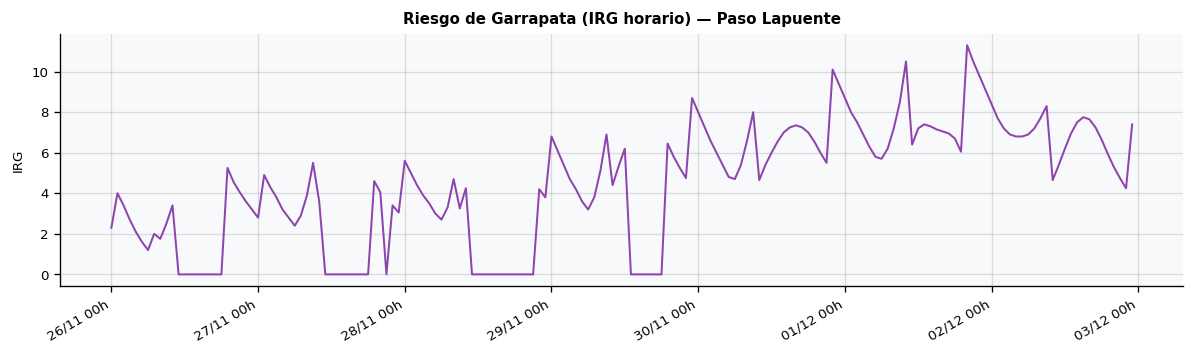 Riesgo de Garrapata (IRG horario) — Paso Lapuente
IRG
10
8
6
4
2
0
26/11 00h
27/11 00h
28/11 00h
29/11 00h
30/11 00h
01/12 00h
02/12 00h
03/12 00h